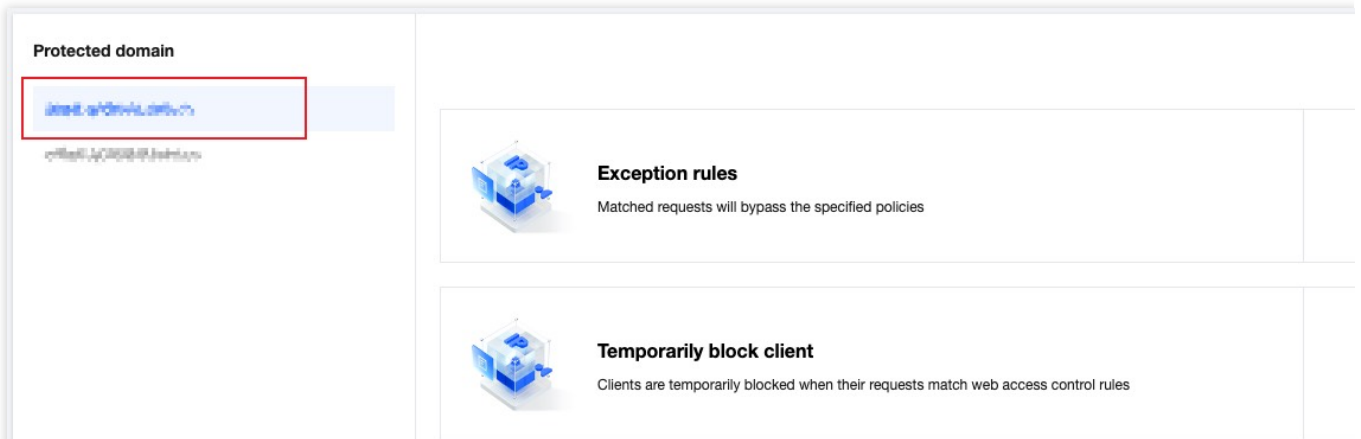 Protected domain
Exception rules
Matched requests will bypass the specified policies
Temporarily block client
Clients are temporarily blocked when their requests match web access control rules